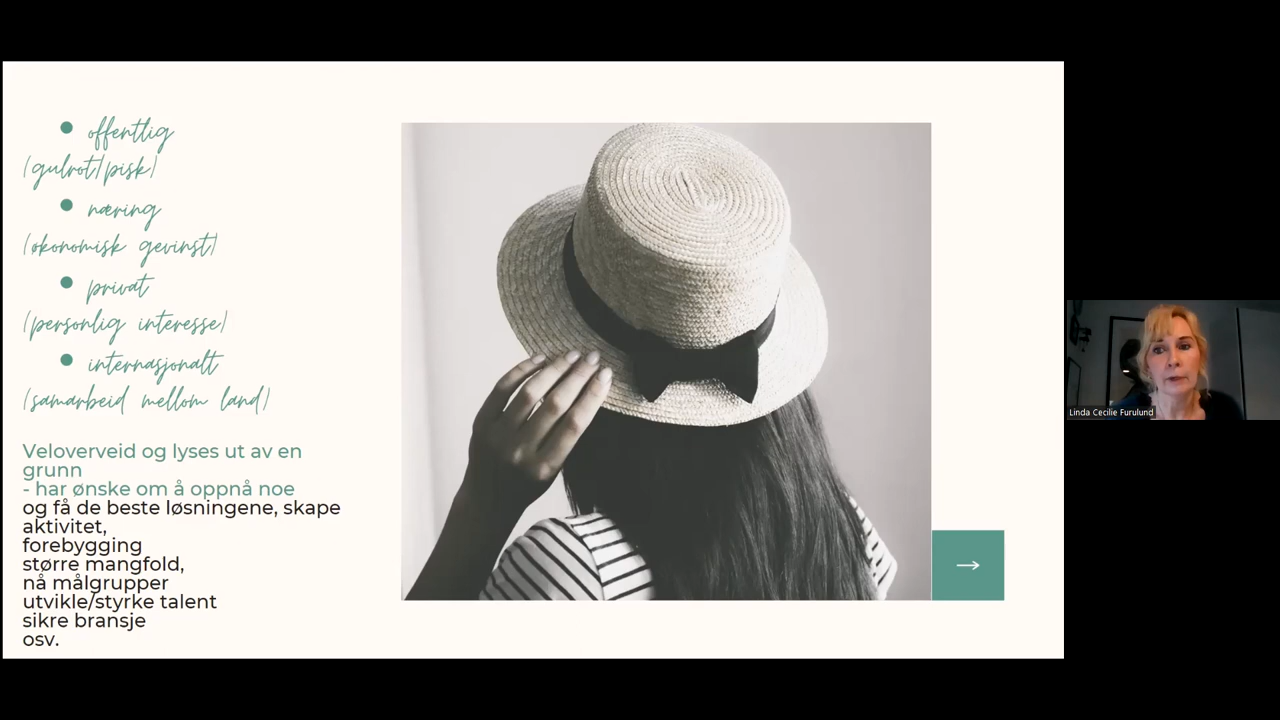 • offentlig
(gulrot/pisk)
• næring
(økonomisk gevinst)
• privat
(personlig interesse)
• internasjonalt
(samarbeid mellom land)
Veloverveid og lyses ut av en
grunn
- har ønske om å oppnå noe
og få de beste løsningene, skape
aktivitet,
forebygging
større mangfold,
nå målgrupper
utvikle/styrke talent
sikre bransje
osv.
→
Linda Cecilie Furulund